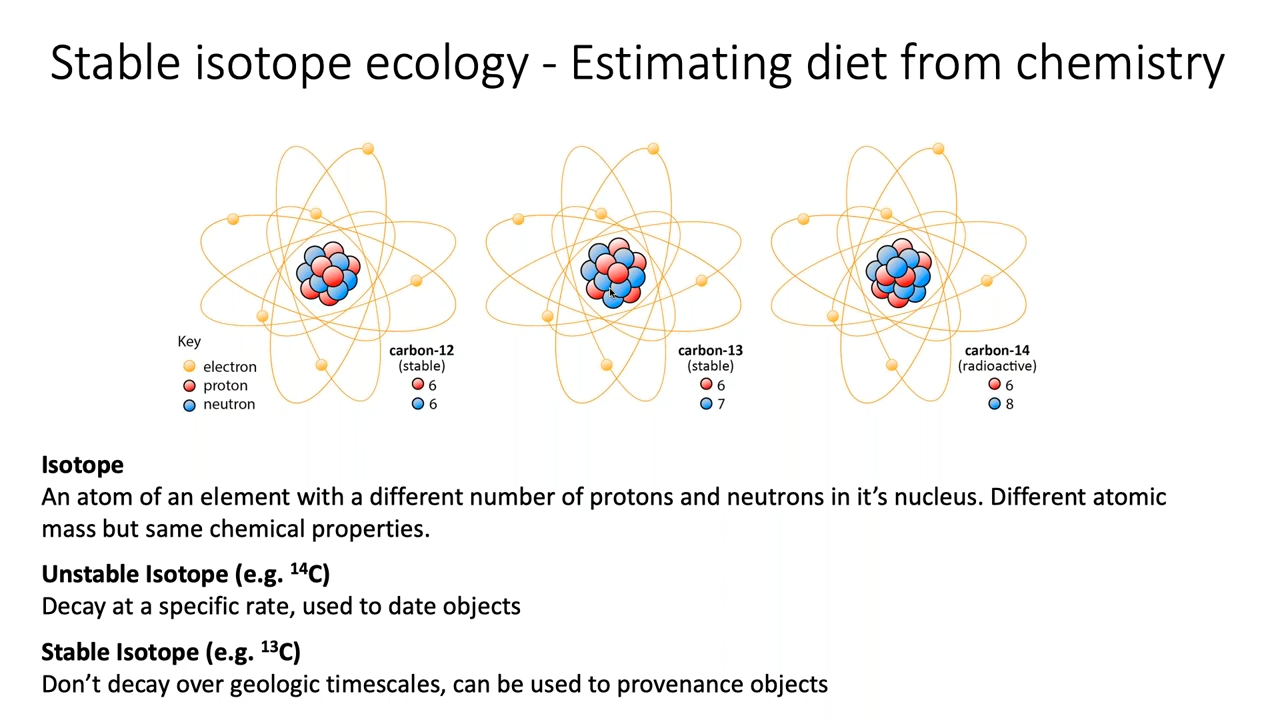 Stable isotope ecology - Estimating diet from chemistry
Key
electron
proton
neutron
carbon-12
(stable)
6
6
carbon-13
(stable)
6
7
carbon-14
(radioactive)
6
8
Isotope
An atom of an element with a different number of protons and neutrons in it’s nucleus. Different atomic
mass but same chemical properties.
Unstable Isotope (e.g. ¹⁴C)
Decay at a specific rate, used to date objects
Stable Isotope (e.g. ¹³C)
Don’t decay over geologic timescales, can be used to provenance objects